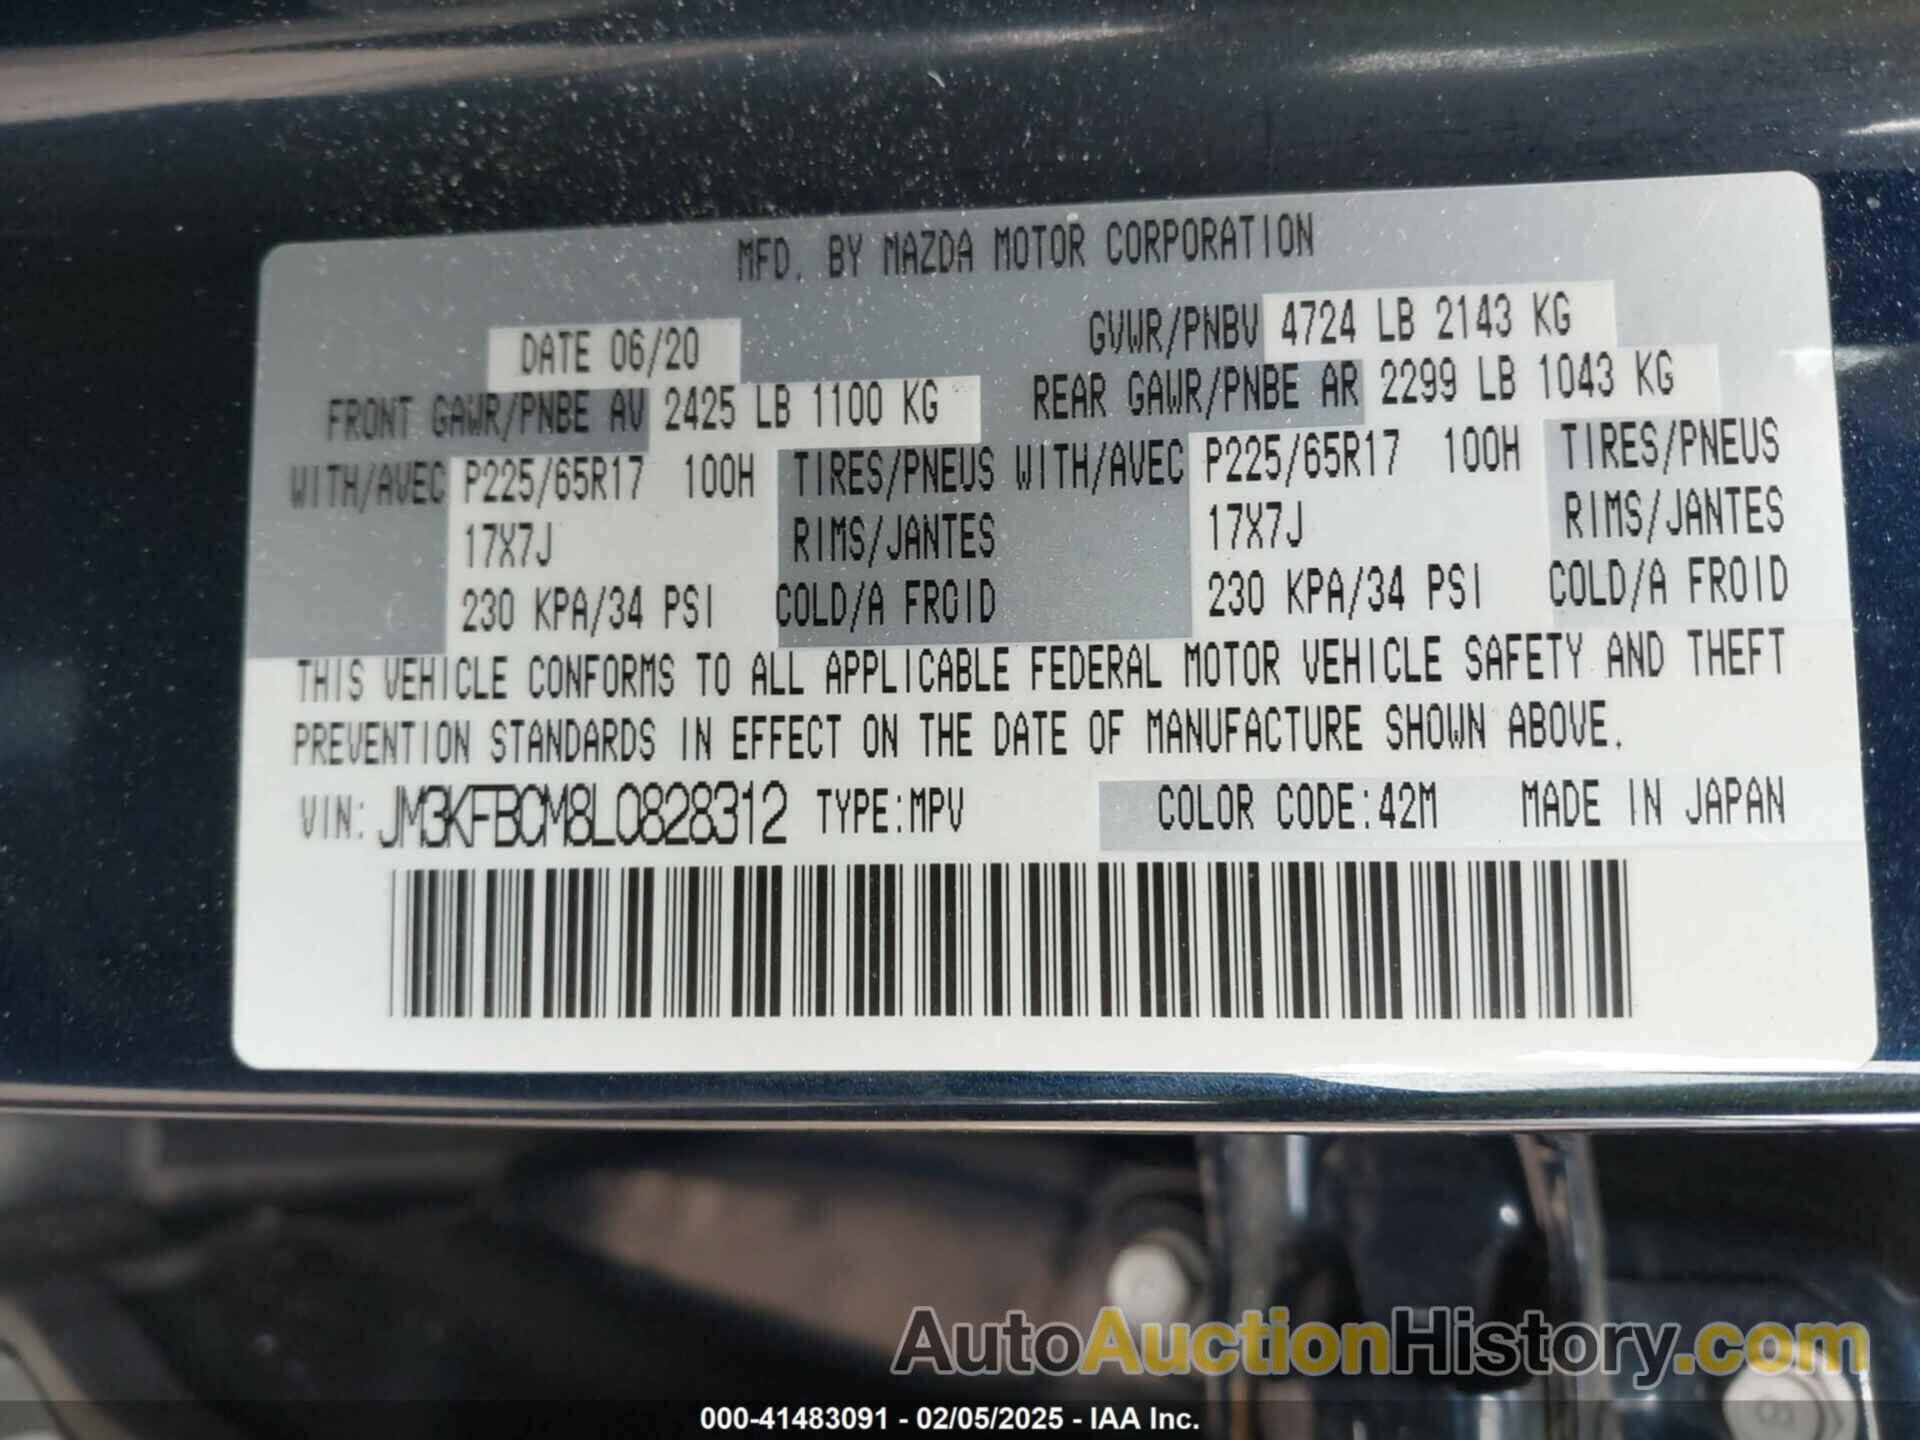 MFD. BY MAZDA MOTOR CORPORATION
DATE 06/20 GVWR/PNBV 4724 LB 2143 KG
FRONT GAWR/PNBE AV 2425 LB 1100 KG REAR GAWR/PNBE AR 2299 LB 1043 KG
WITH/AVEC P225/65R17 100H TIRES/PNEUS WITH/AVEC P225/65R17 100H TIRES/PNEUS
17X7J RIMS/JANTES 17X7J RIMS/JANTES
230 KPA/34 PSI COLD/A FROID 230 KPA/34 PSI COLD/A FROID
THIS VEHICLE CONFORMS TO ALL APPLICABLE FEDERAL MOTOR VEHICLE SAFETY AND THEFT
PREVENTION STANDARDS IN EFFECT ON THE DATE OF MANUFACTURE SHOWN ABOVE.
VIN: JM3KFBCM8L0828312 TYPE:MPV COLOR CODE:42M MADE IN JAPAN
AutoAuctionHistory.com
000-41483091 - 02/05/2025 - IAA Inc.
8